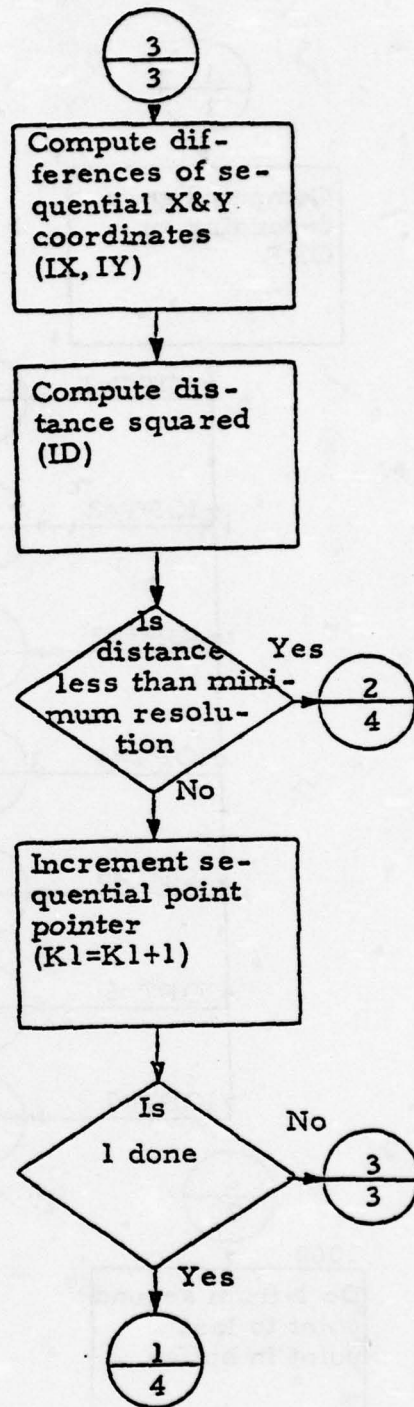 3
3
Compute dif-
ferences of se-
quential X&Y
coordinates
(IX, IY)
Compute dis-
tance squared
(ID)
Is
distance
less than mini-
mum resolu-
tion
Yes
2
4
No
Increment se-
quential point
pointer
(K1=K1+1)
Is
1 done
No
3
3
Yes
1
4